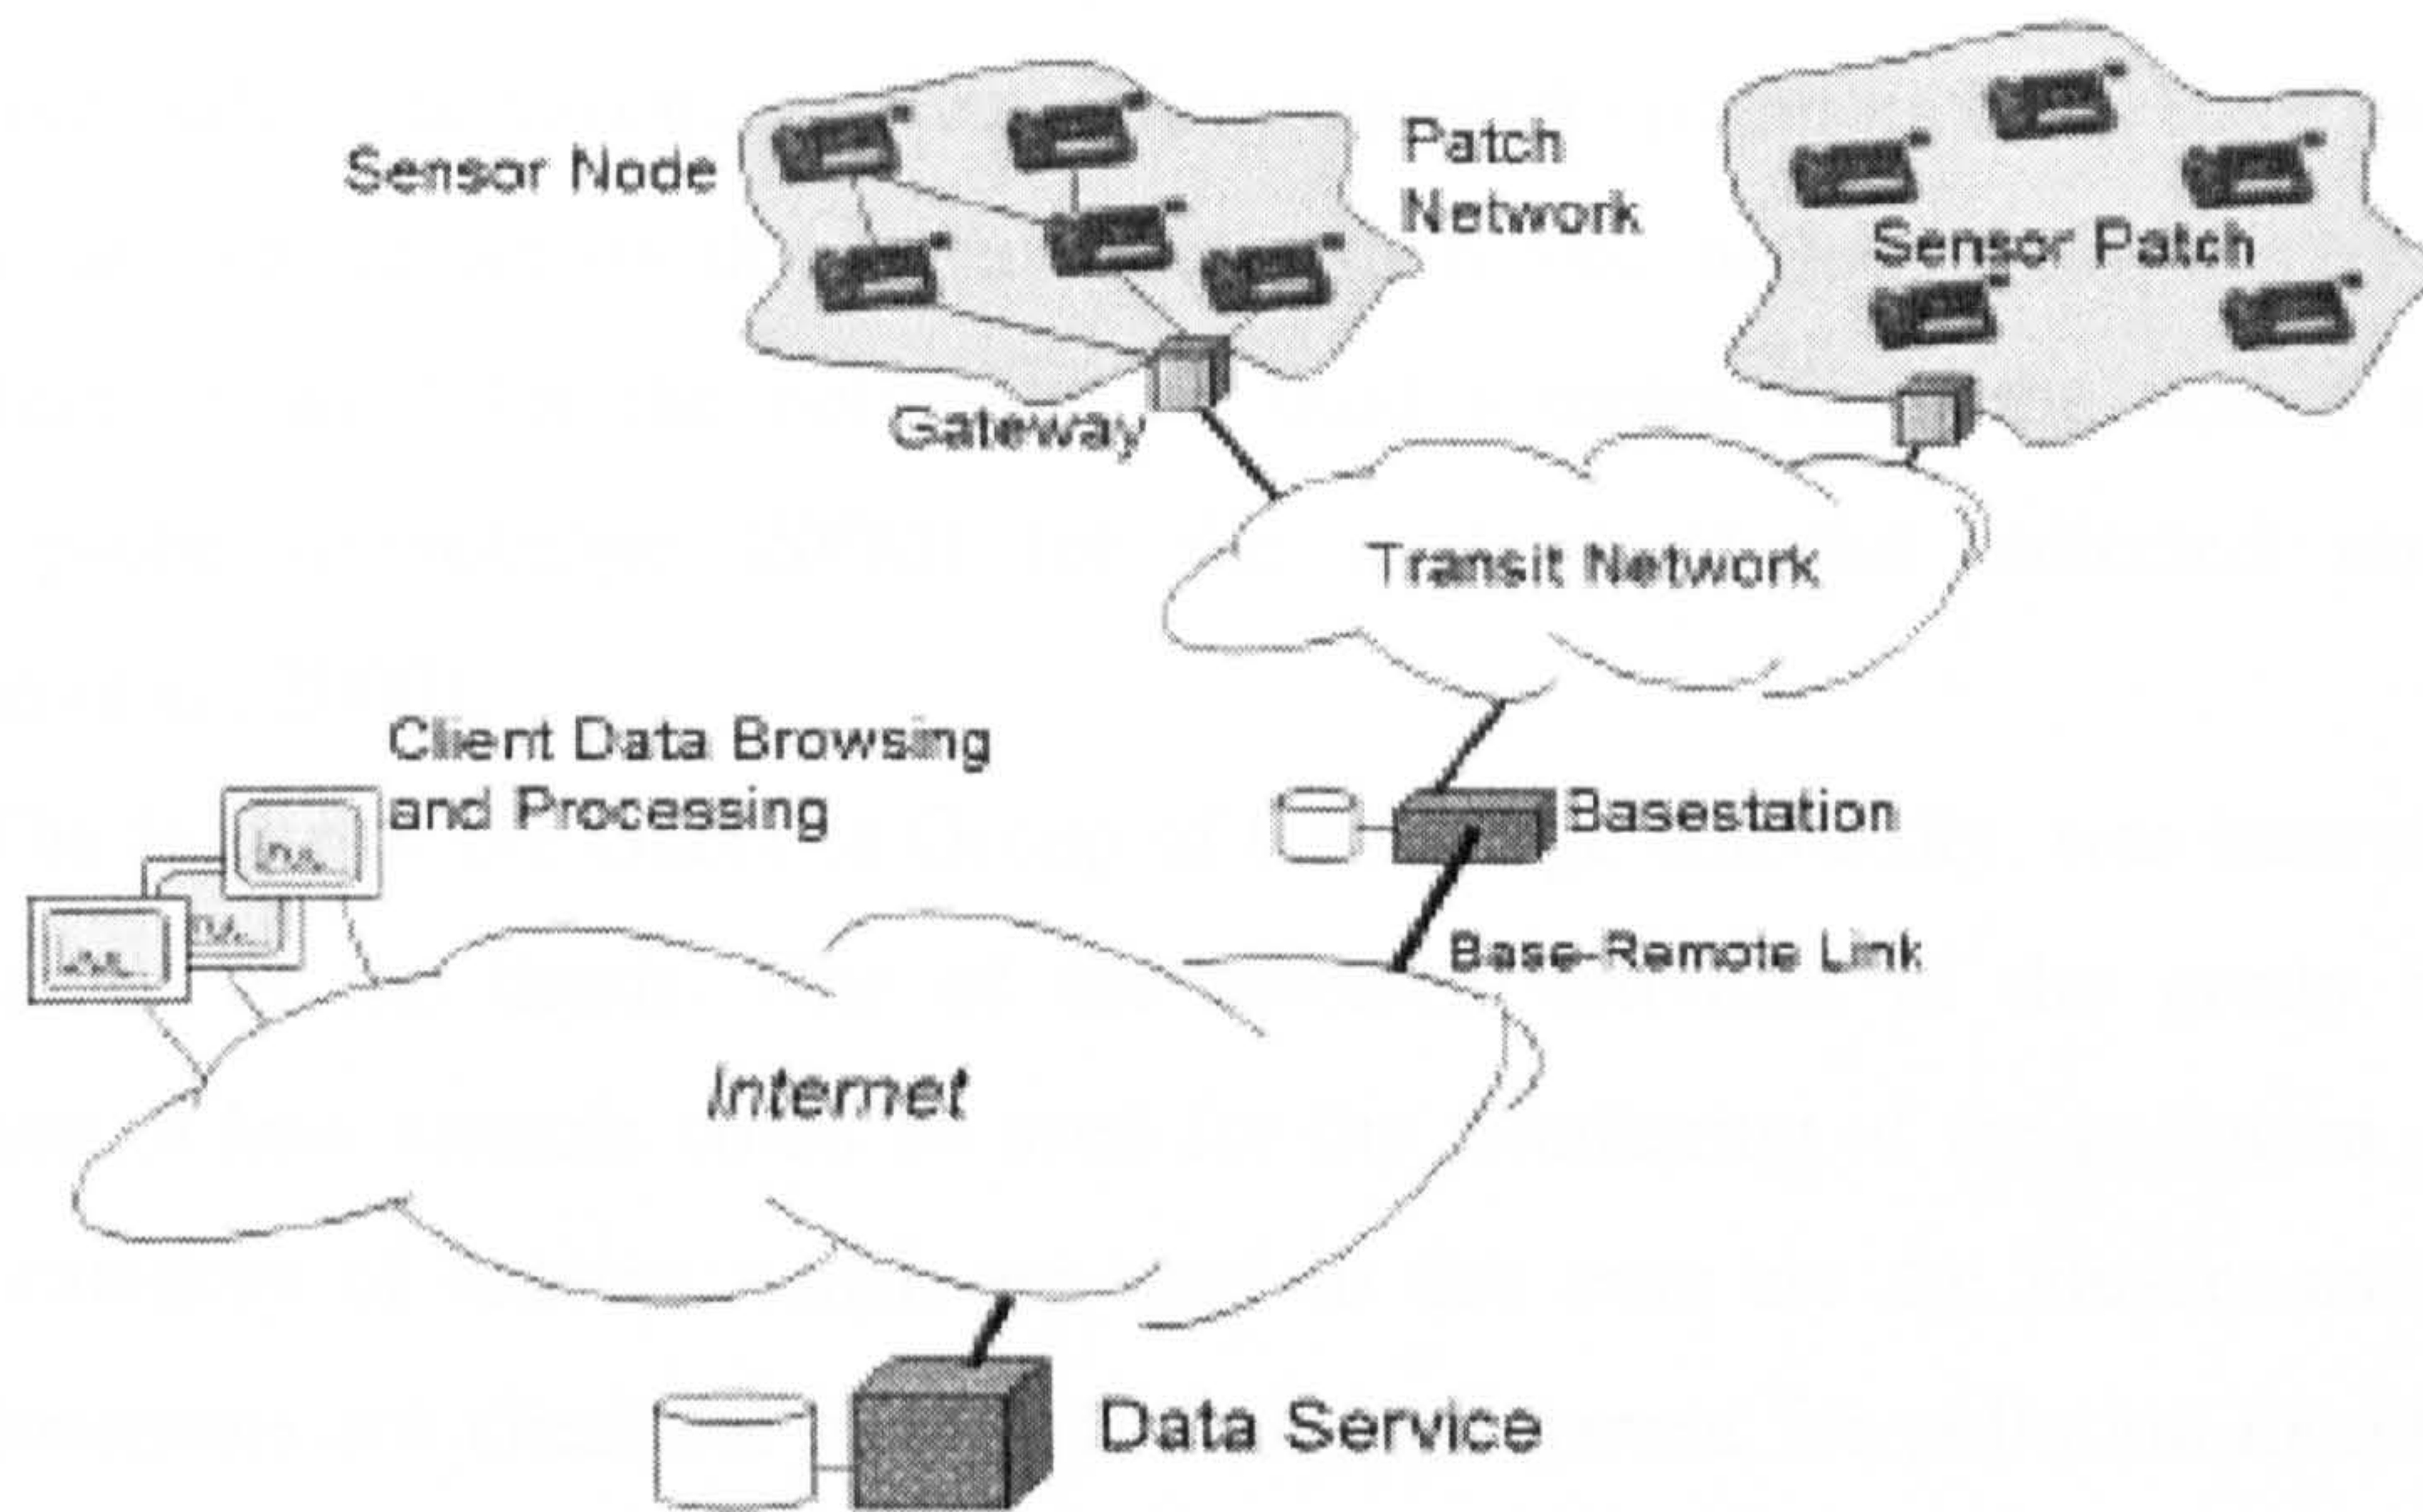 Sensor Node
Patch
Network
Sensor Patch
Gateway
Transit Network
Client Data Browsing
and Processing
Basestation
Base-Remote Link
Internet
Data Service